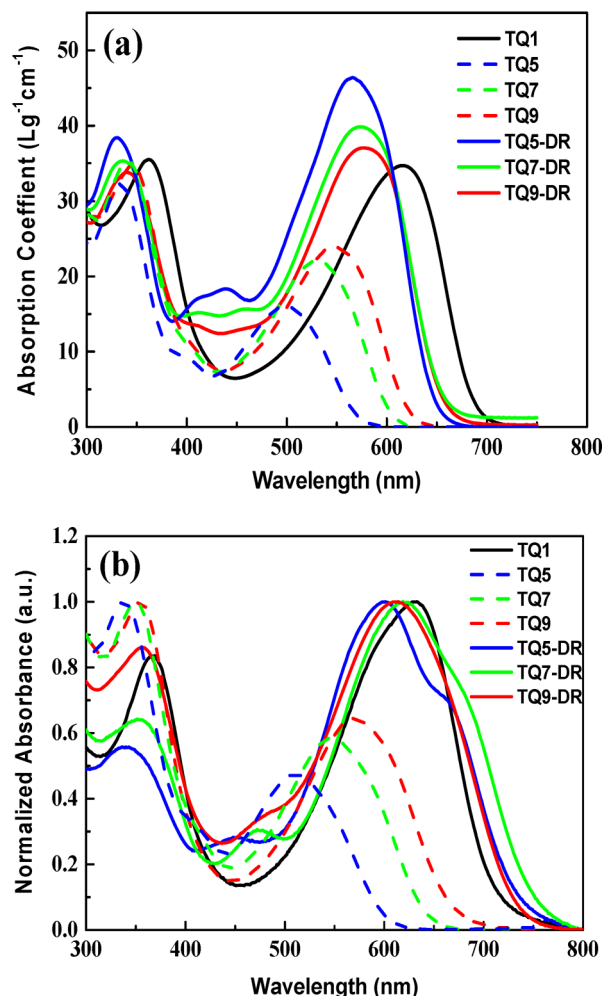 (a)
TQ1
TQ5
TQ7
TQ9
TQ5-DR
TQ7-DR
TQ9-DR
Absorption Coeffient (Lg⁻¹cm⁻¹)
50
40
30
20
10
0
300 400 500 600 700 800
Wavelength (nm)
(b)
TQ1
TQ5
TQ7
TQ9
TQ5-DR
TQ7-DR
TQ9-DR
Normalized Absorbance (a.u.)
1.2
1.0
0.8
0.6
0.4
0.2
0.0
300 400 500 600 700 800
Wavelength (nm)